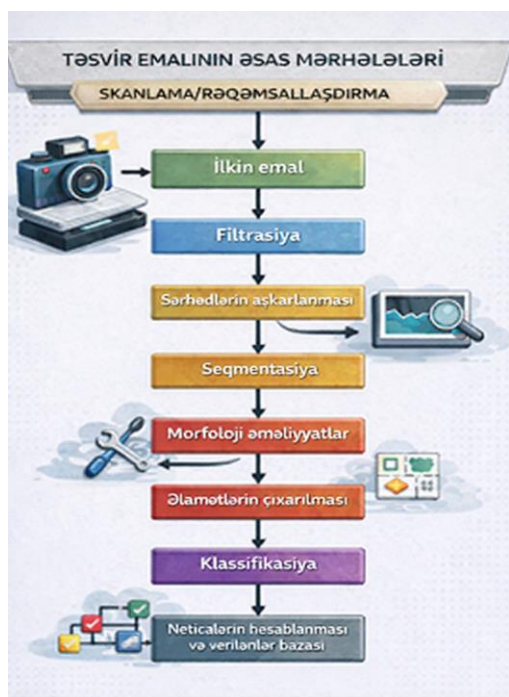 TƏSVİR EMALININ ƏSAS MƏRHƏLƏLƏRİ
SKANLAMA/RƏQƏMSALLAŞDIRMA
İlkin emal
Filtrasiya
Sərhədlərin aşkarlanması
Seqmentasiya
Morfoloji əməliyyatlar
Əlamətlərin çıxarılması
Klassifikasiya
Neticalərin hesablanması
və verilənlər bazası